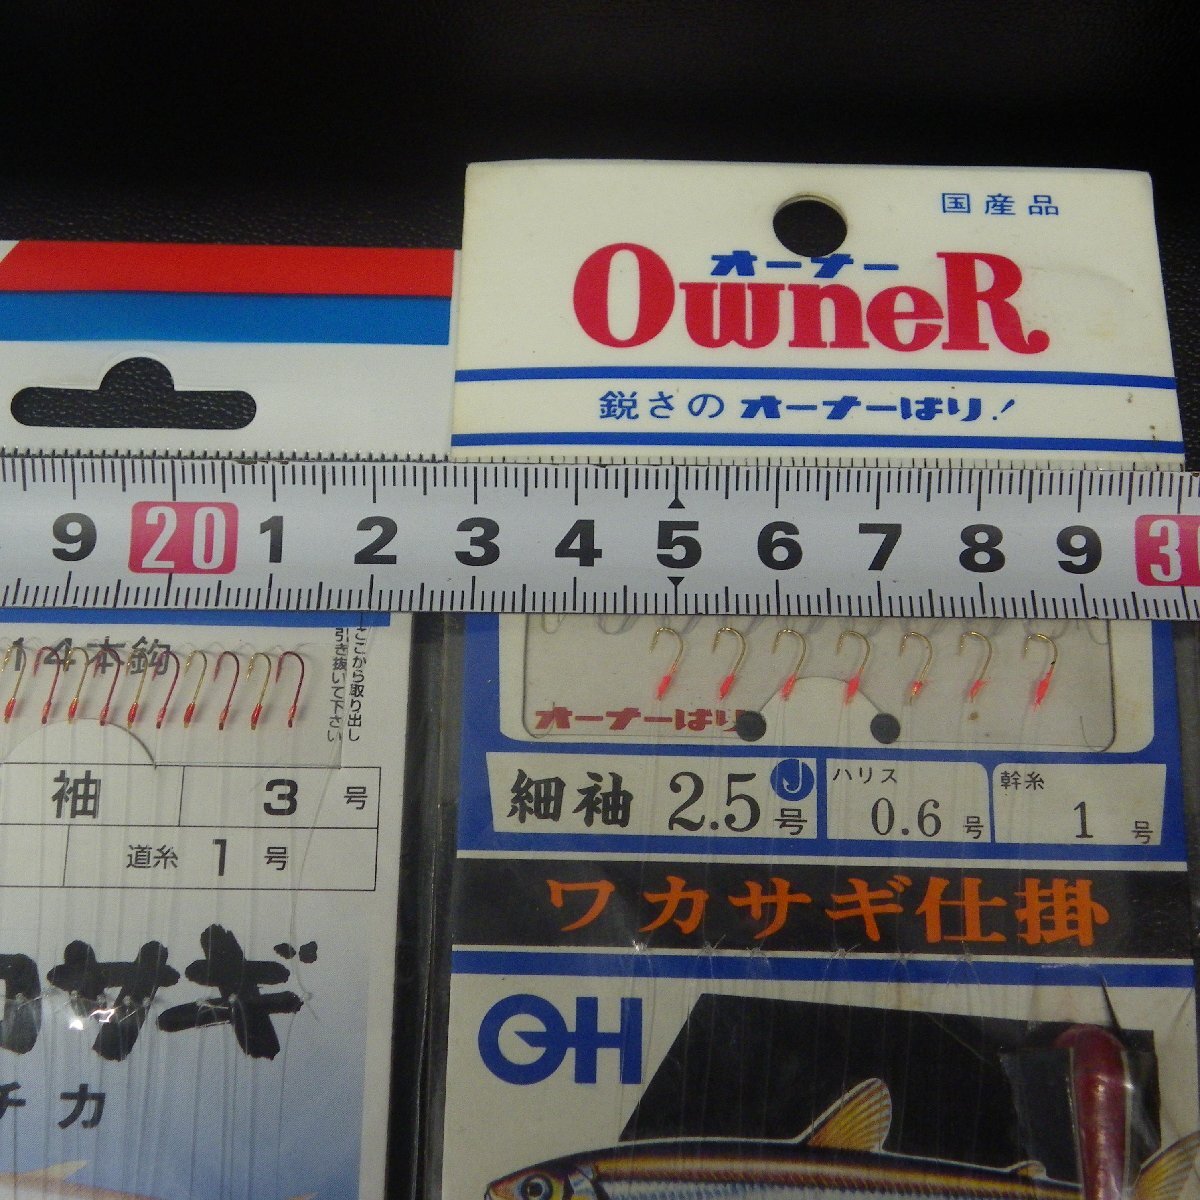 国産品
オーナー
OwneR
鋭さの オーナーばり!
9 20 1 2 3 4 5 6 7 8 9 30
14本鈎
ここから取り出し
引き抜いて下さい
袖 3 号
道糸 1 号
カサギ
チカ
オーナーばり
細袖 2.5 J 号
ハリス 0.6 号
幹糸 1 号
ワカサギ仕掛
OH